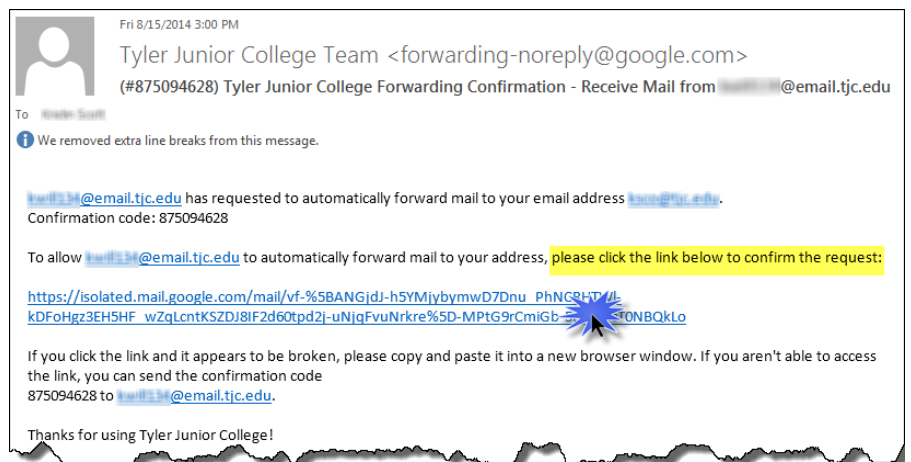 Fri 8/15/2014 3:00 PM
Tyler Junior College Team <forwarding-noreply@google.com>
(#875094628) Tyler Junior College Forwarding Confirmation - Receive Mail from @email.tjc.edu
To
We removed extra line breaks from this message.
@email.tjc.edu has requested to automatically forward mail to your email address .
Confirmation code: 875094628
To allow @email.tjc.edu to automatically forward mail to your address, please click the link below to confirm the request:
https://isolated.mail.google.com/mail/vf-%5BANGjdJ-h5YMjybymwD7Dnu_
kDFoHgz3EH5HF_wZqLcntKSZDJ8IF2d60tpd2j-uNjqFvuNrkre%5D-MPtG9rCmiGb-
If you click the link and it appears to be broken, please copy and paste it into a new browser window. If you aren't able to access
the link, you can send the confirmation code
875094628 to @email.tjc.edu.
Thanks for using Tyler Junior College!